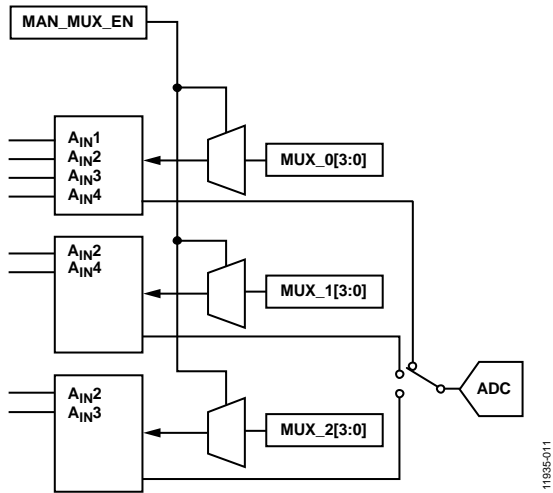 MAN_MUX_EN
AIN1
AIN2
AIN3
AIN4
MUX_0[3:0]
AIN2
AIN4
MUX_1[3:0]
ADC
AIN2
AIN3
MUX_2[3:0]
11935-011